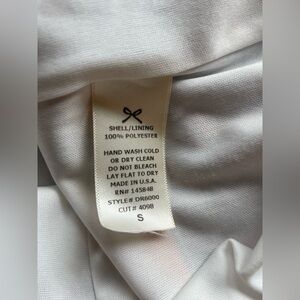 SHELL/LINING
100% POLYESTER
HAND WASH COLD
OR DRY CLEAN
DO NOT BLEACH
LAY FLAT TO DRY
MADE IN U.S.A.
RN# 145848
STYLE# DR6000
CUT# 4098
S